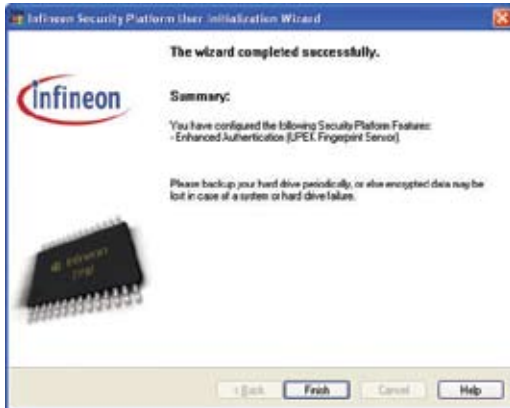 Infineon Security Platform User Initialization Wizard
The wizard completed successfully.
infineon
Summary:
You have configured the following Security Platform Features:
- Enhanced Authentication (UPEK Fingerprint Sensor)
Please backup your hard drive periodically, or else encrypted data may be
lost in case of a system or hard drive failure.
Infineon
TPM
< Back Finish Cancel Help